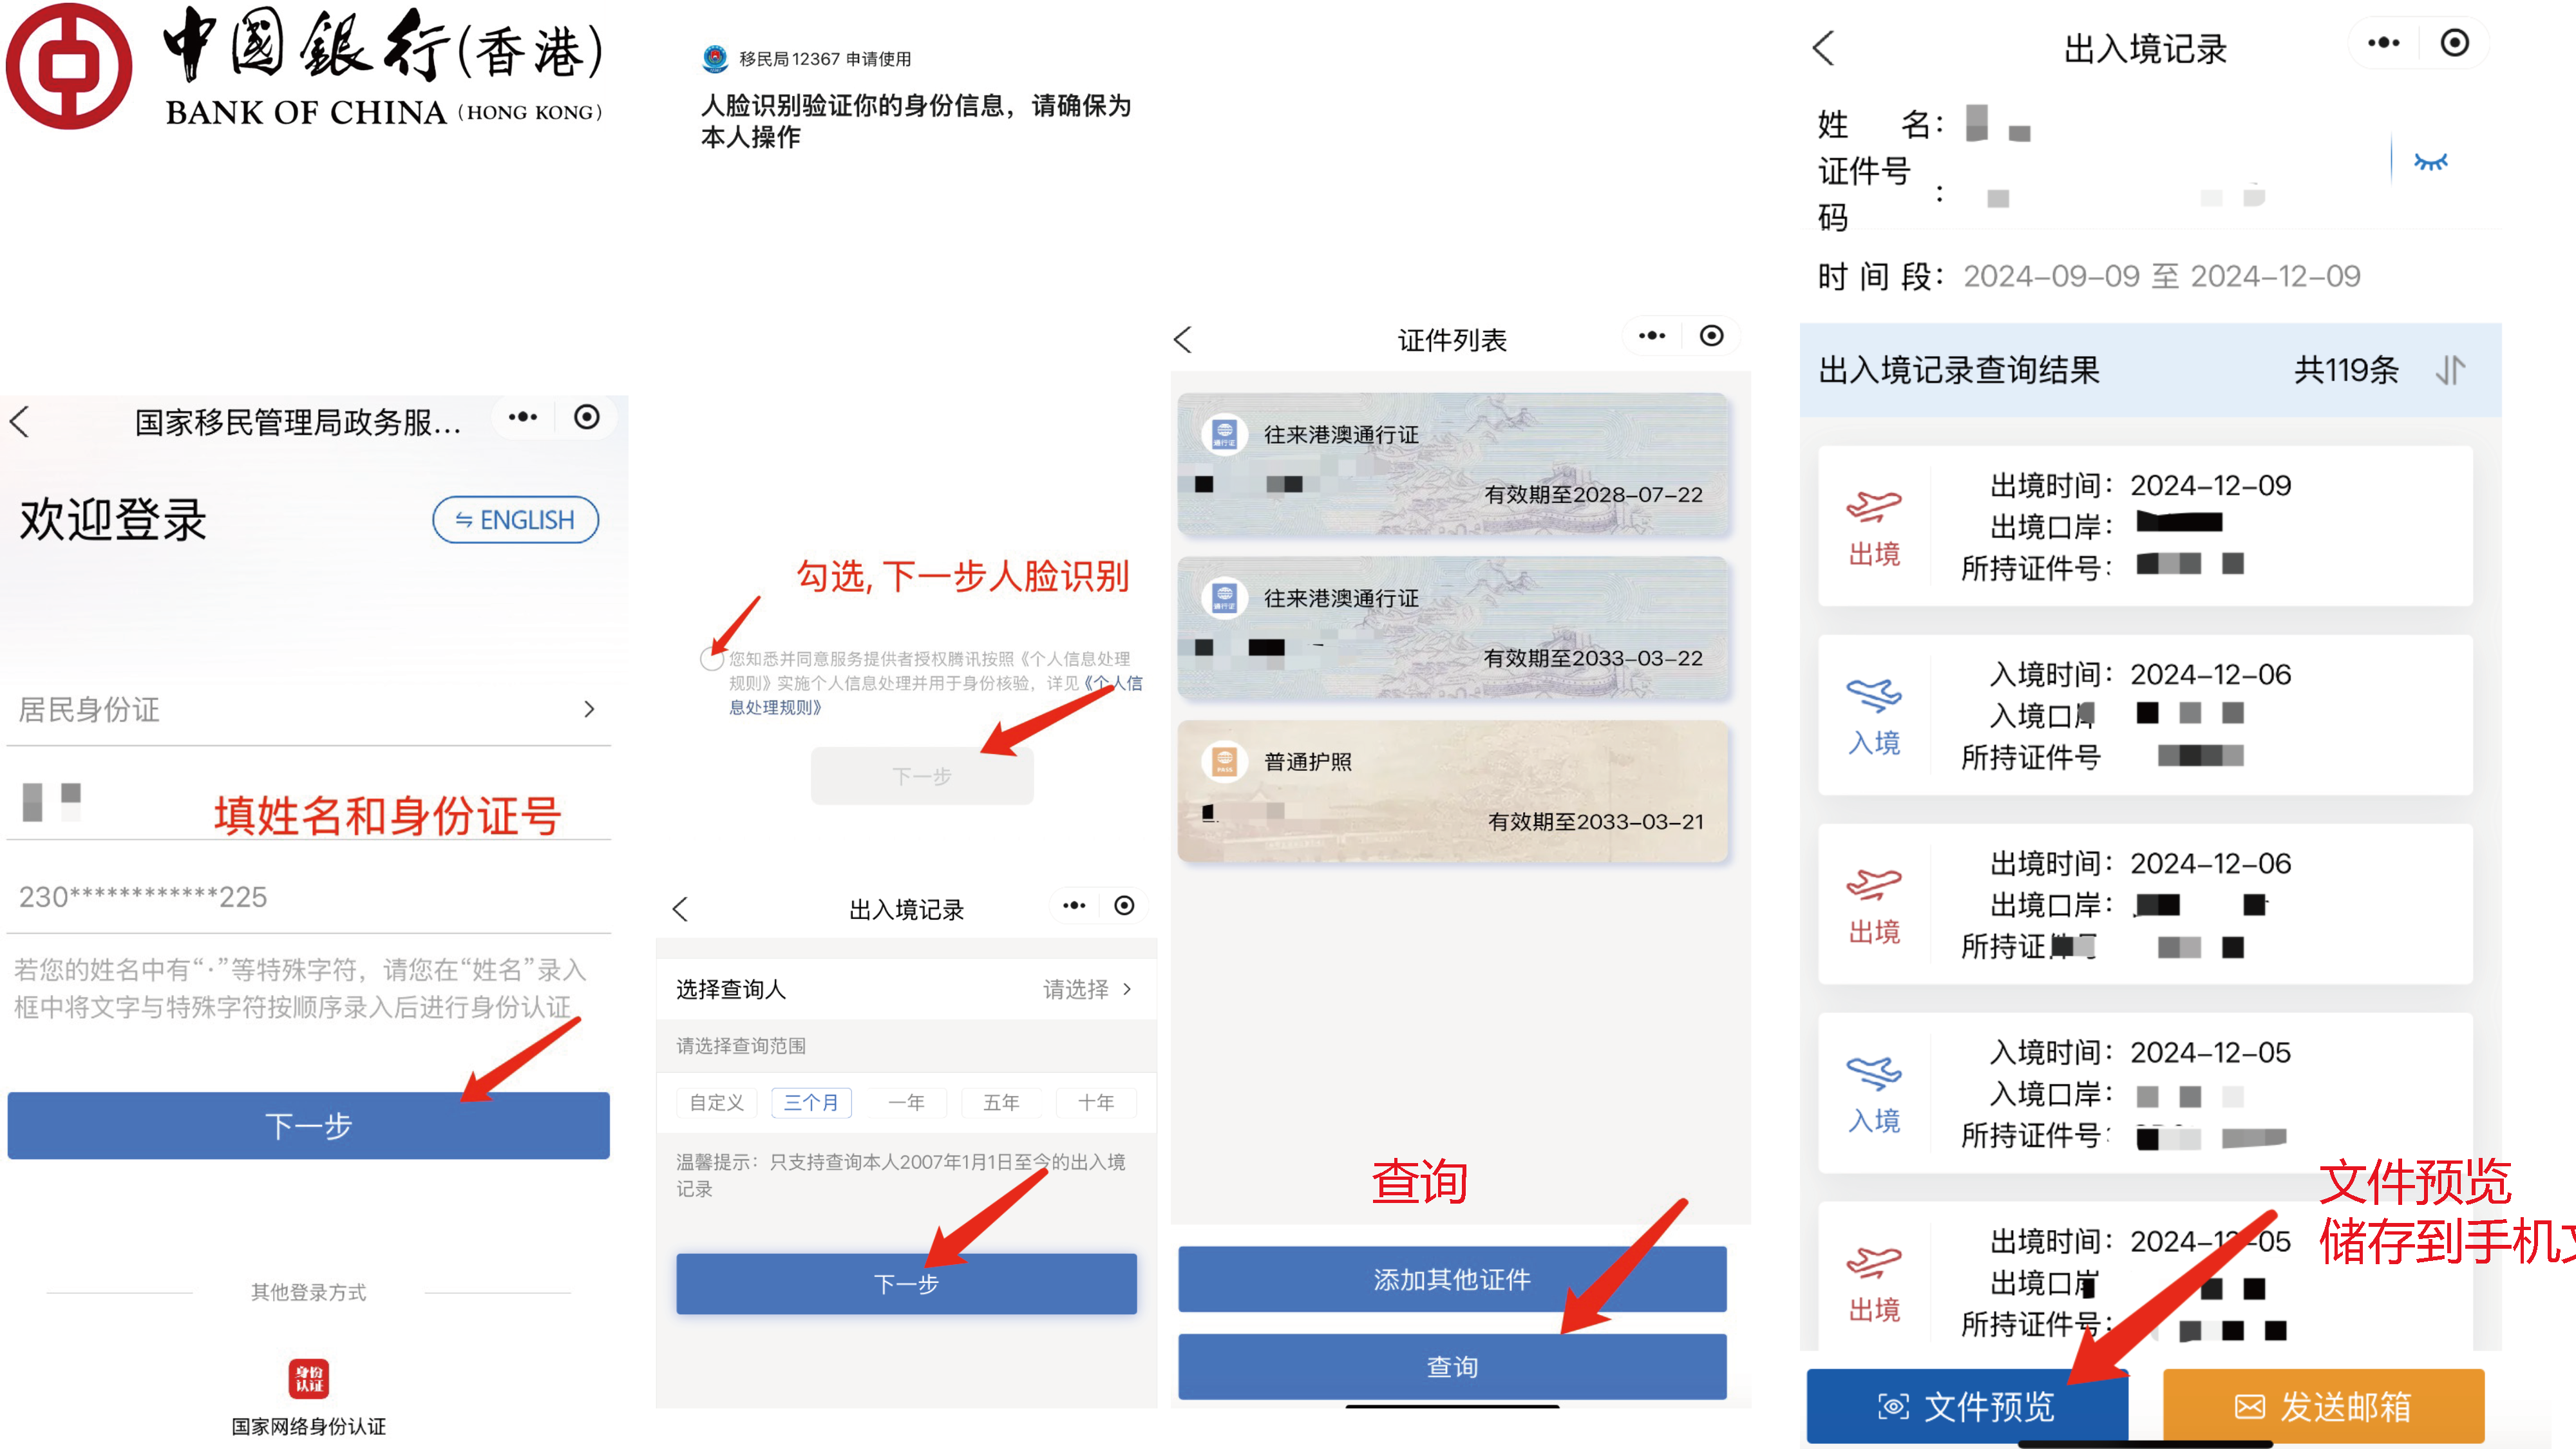 中國銀行(香港)
BANK OF CHINA (HONG KONG)
国家移民管理局政务服...
欢迎登录
⇋ ENGLISH
居民身份证
填姓名和身份证号
230************225
若您的姓名中有“·”等特殊字符，请您在“姓名”录入
框中将文字与特殊字符按顺序录入后进行身份认证
下一步
其他登录方式
身份
认证
国家网络身份认证
移民局12367 申请使用
人脸识别验证你的身份信息，请确保为
本人操作
勾选,下一步人脸识别
您知悉并同意服务提供者授权腾讯按照《个人信息处理
规则》实施个人信息处理并用于身份核验，详见《个人信
息处理规则》
下一步
出入境记录
选择查询人 请选择
请选择查询范围
自定义 三个月 一年 五年 十年
温馨提示：只支持查询本人2007年1月1日至今的出入境
记录
下一步
证件列表
通行证
往来港澳通行证
有效期至2028-07-22
通行证
往来港澳通行证
有效期至2033-03-22
PASS
普通护照
有效期至2033-03-21
查询
添加其他证件
查询
出入境记录
姓 名：
证件号
码 ：
时 间 段： 2024-09-09 至 2024-12-09
出入境记录查询结果 共119条
出境时间：2024-12-09
出境口岸：
出境
所持证件号：
入境时间：2024-12-06
入境口岸
入境
所持证件号
出境时间：2024-12-06
出境口岸：
出境
所持证件号
入境时间：2024-12-05
入境口岸：
入境
所持证件号：
出境时间：2024-12-05
出境口岸
出境
所持证件号：
文件预览
储存到手机文
文件预览
发送邮箱